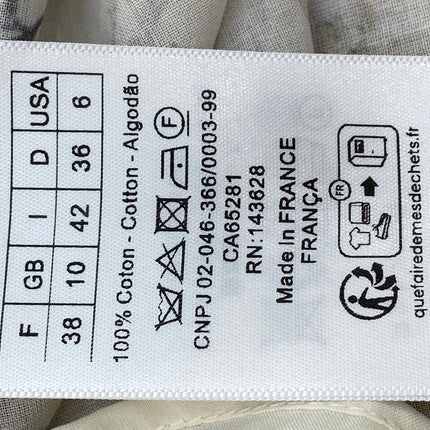 F GB I D USA
38 10 42 36 6
100% Coton - Cotton - Algodão
F
CNPJ 02-046-366/0003-99
CA65281
RN:143628
Made In FRANCE
FRANÇA
FR
quefairedemesdechets.fr